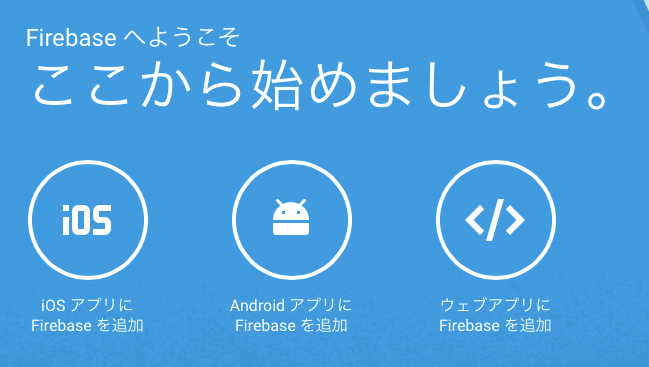 Firebase へようこそ
ここから始めましょう。
iOS
</>
iOS アプリに
Firebase を追加
Android アプリに
Firebase を追加
ウェブアプリに
Firebase を追加